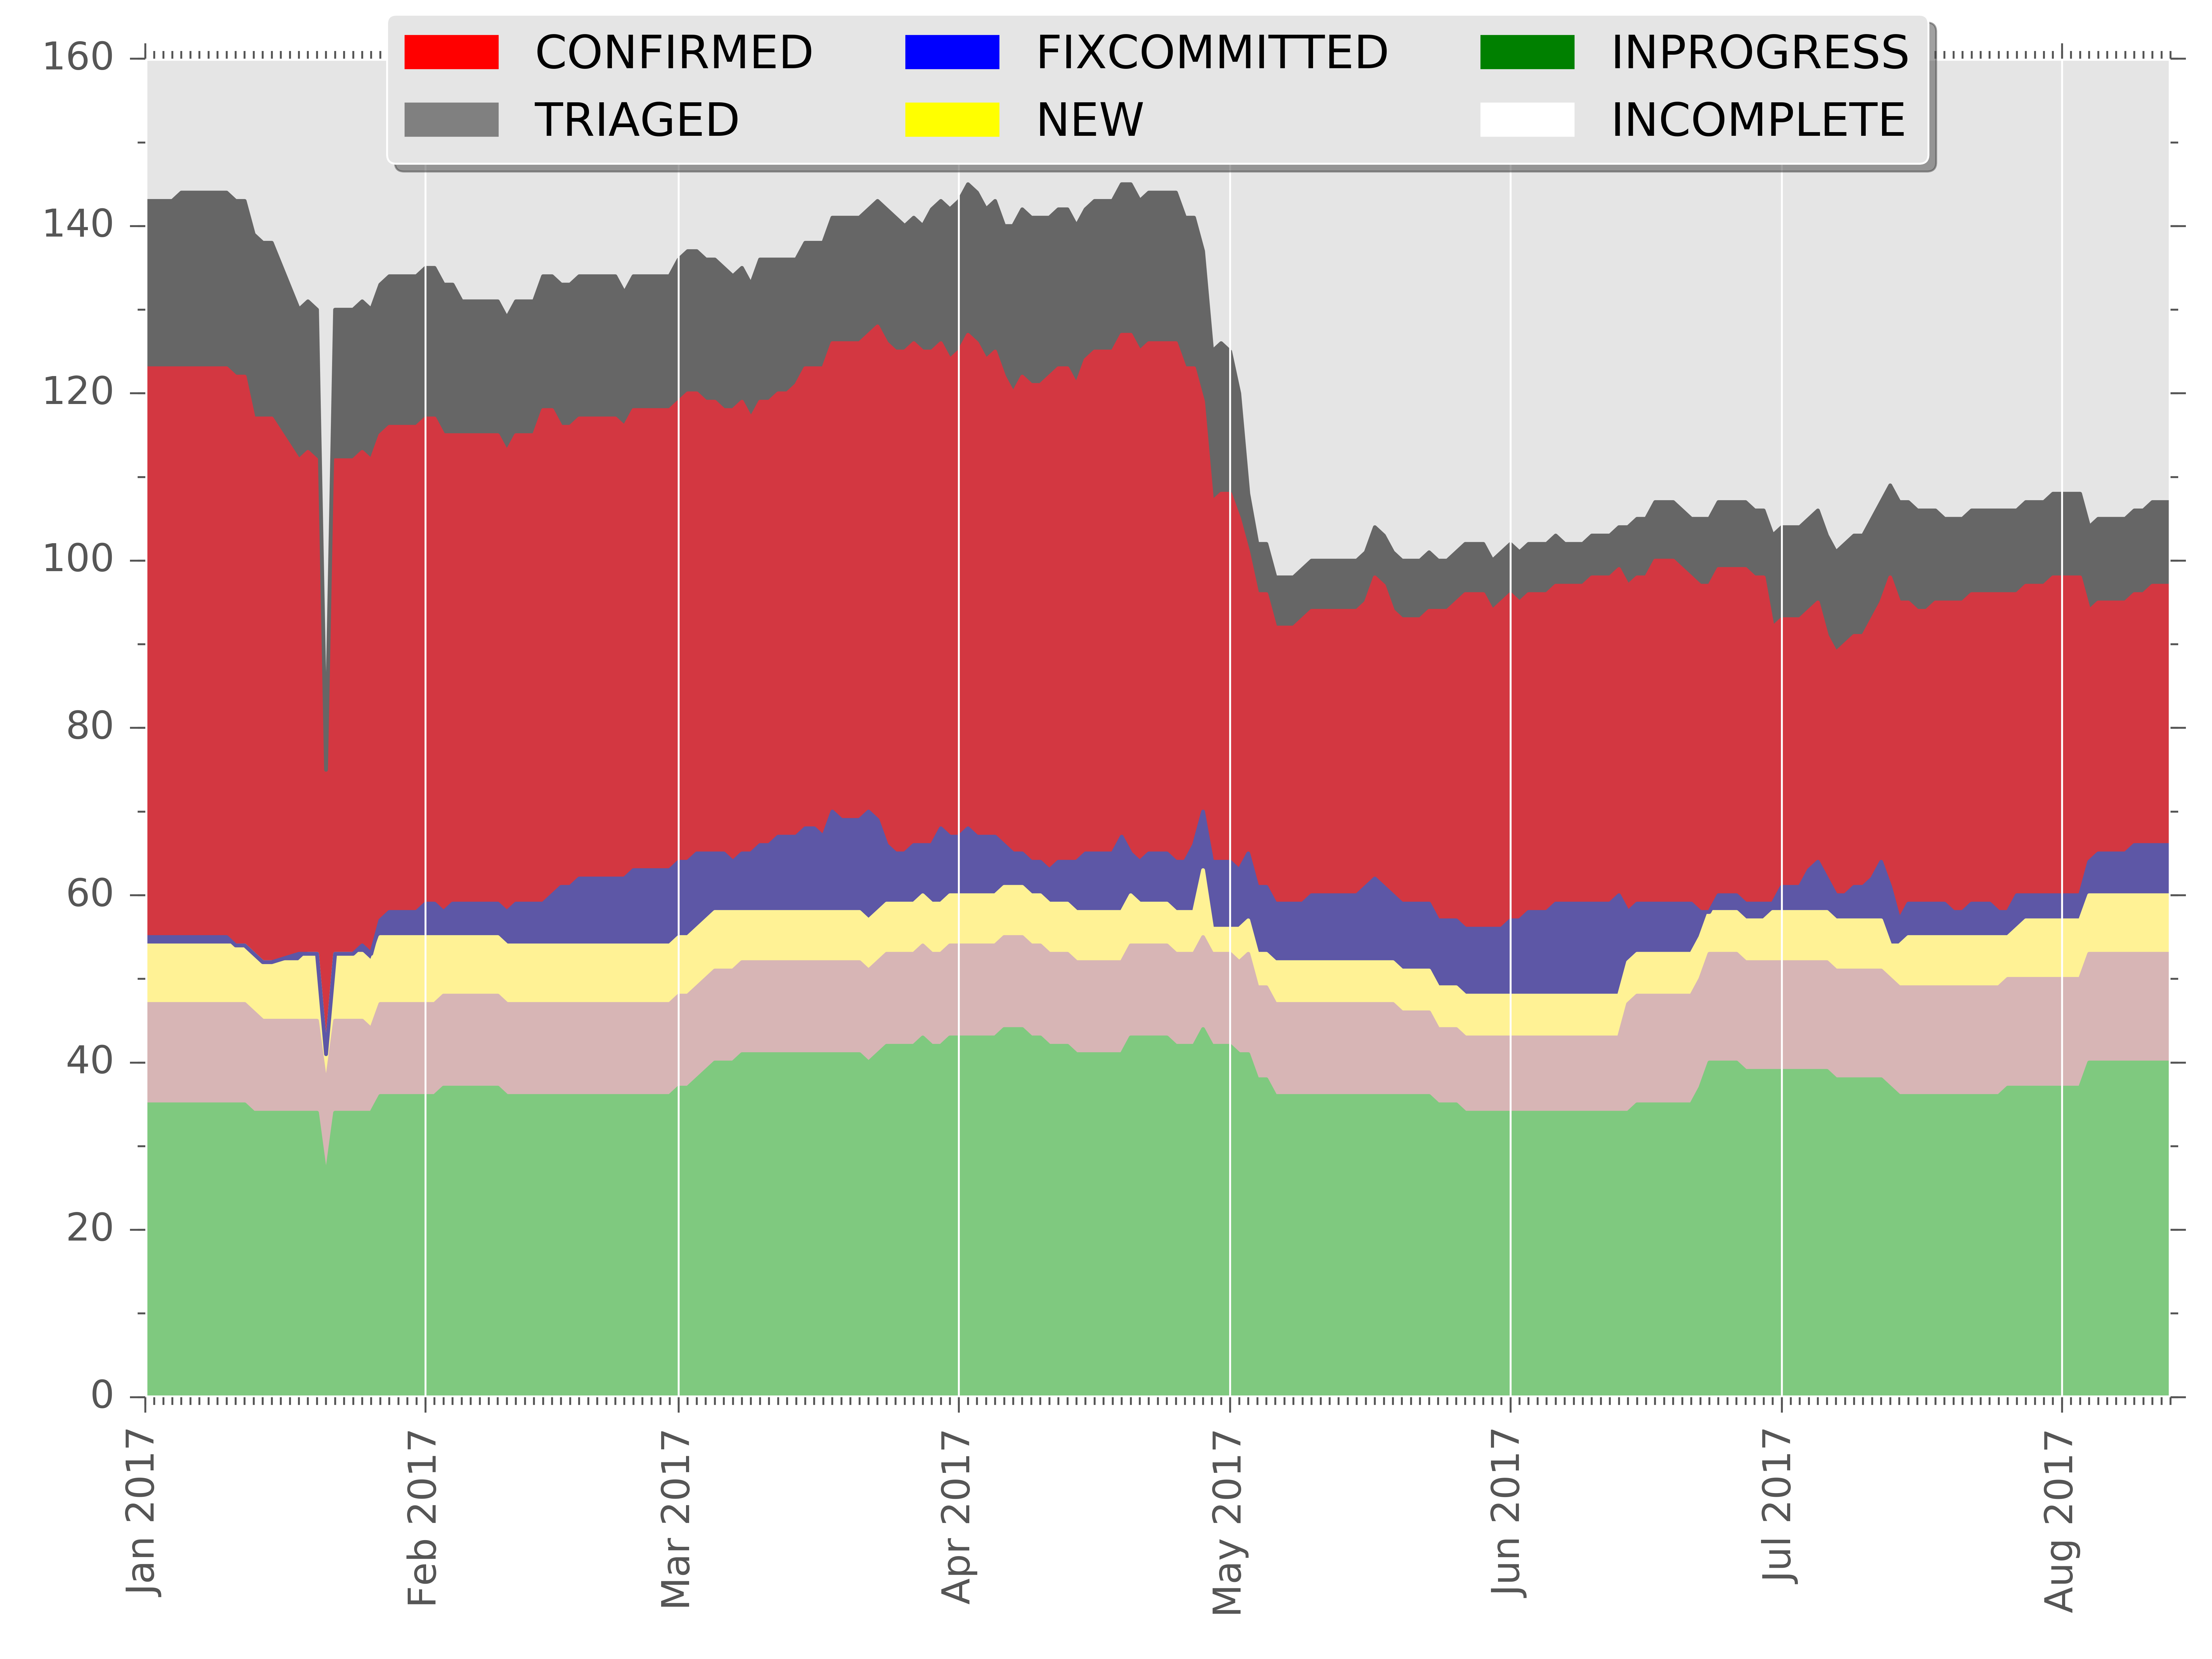 CONFIRMED FIXCOMMITTED INPROGRESS
TRIAGED NEW INCOMPLETE
160
140
120
100
80
60
40
20
0
Jan 2017
Feb 2017
Mar 2017
Apr 2017
May 2017
Jun 2017
Jul 2017
Aug 2017